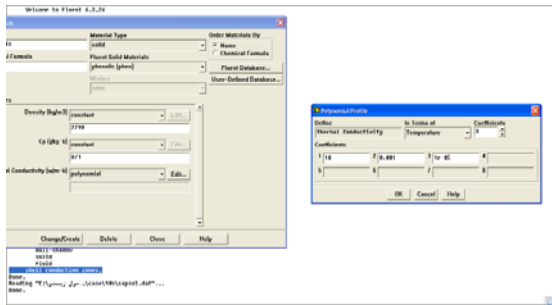 Welcome to Fluent 6.3.26
Material Type
solid
Order Materials By
Name
Chemical Formula
Formula
Fluent Solid Materials
phenolic (phen)
Fluent Database...
Mixture
none
User-Defined Database...
Density (kg/m3)
constant
Edit...
2719
Cp (j/kg-k)
constant
Edit...
871
Conductivity (w/m-k)
polynomial
Edit...
Change/Create
Delete
Close
Help
Polynomial Profile
Define
In Terms of
Coefficients
Thermal Conductivity
Temperature
3
Coefficients
1 10
2 0.001
3 1e-05
4
5
6
7
8
OK
Cancel
Help
solid
fluid
shell conduction zones,
Done.
Done.